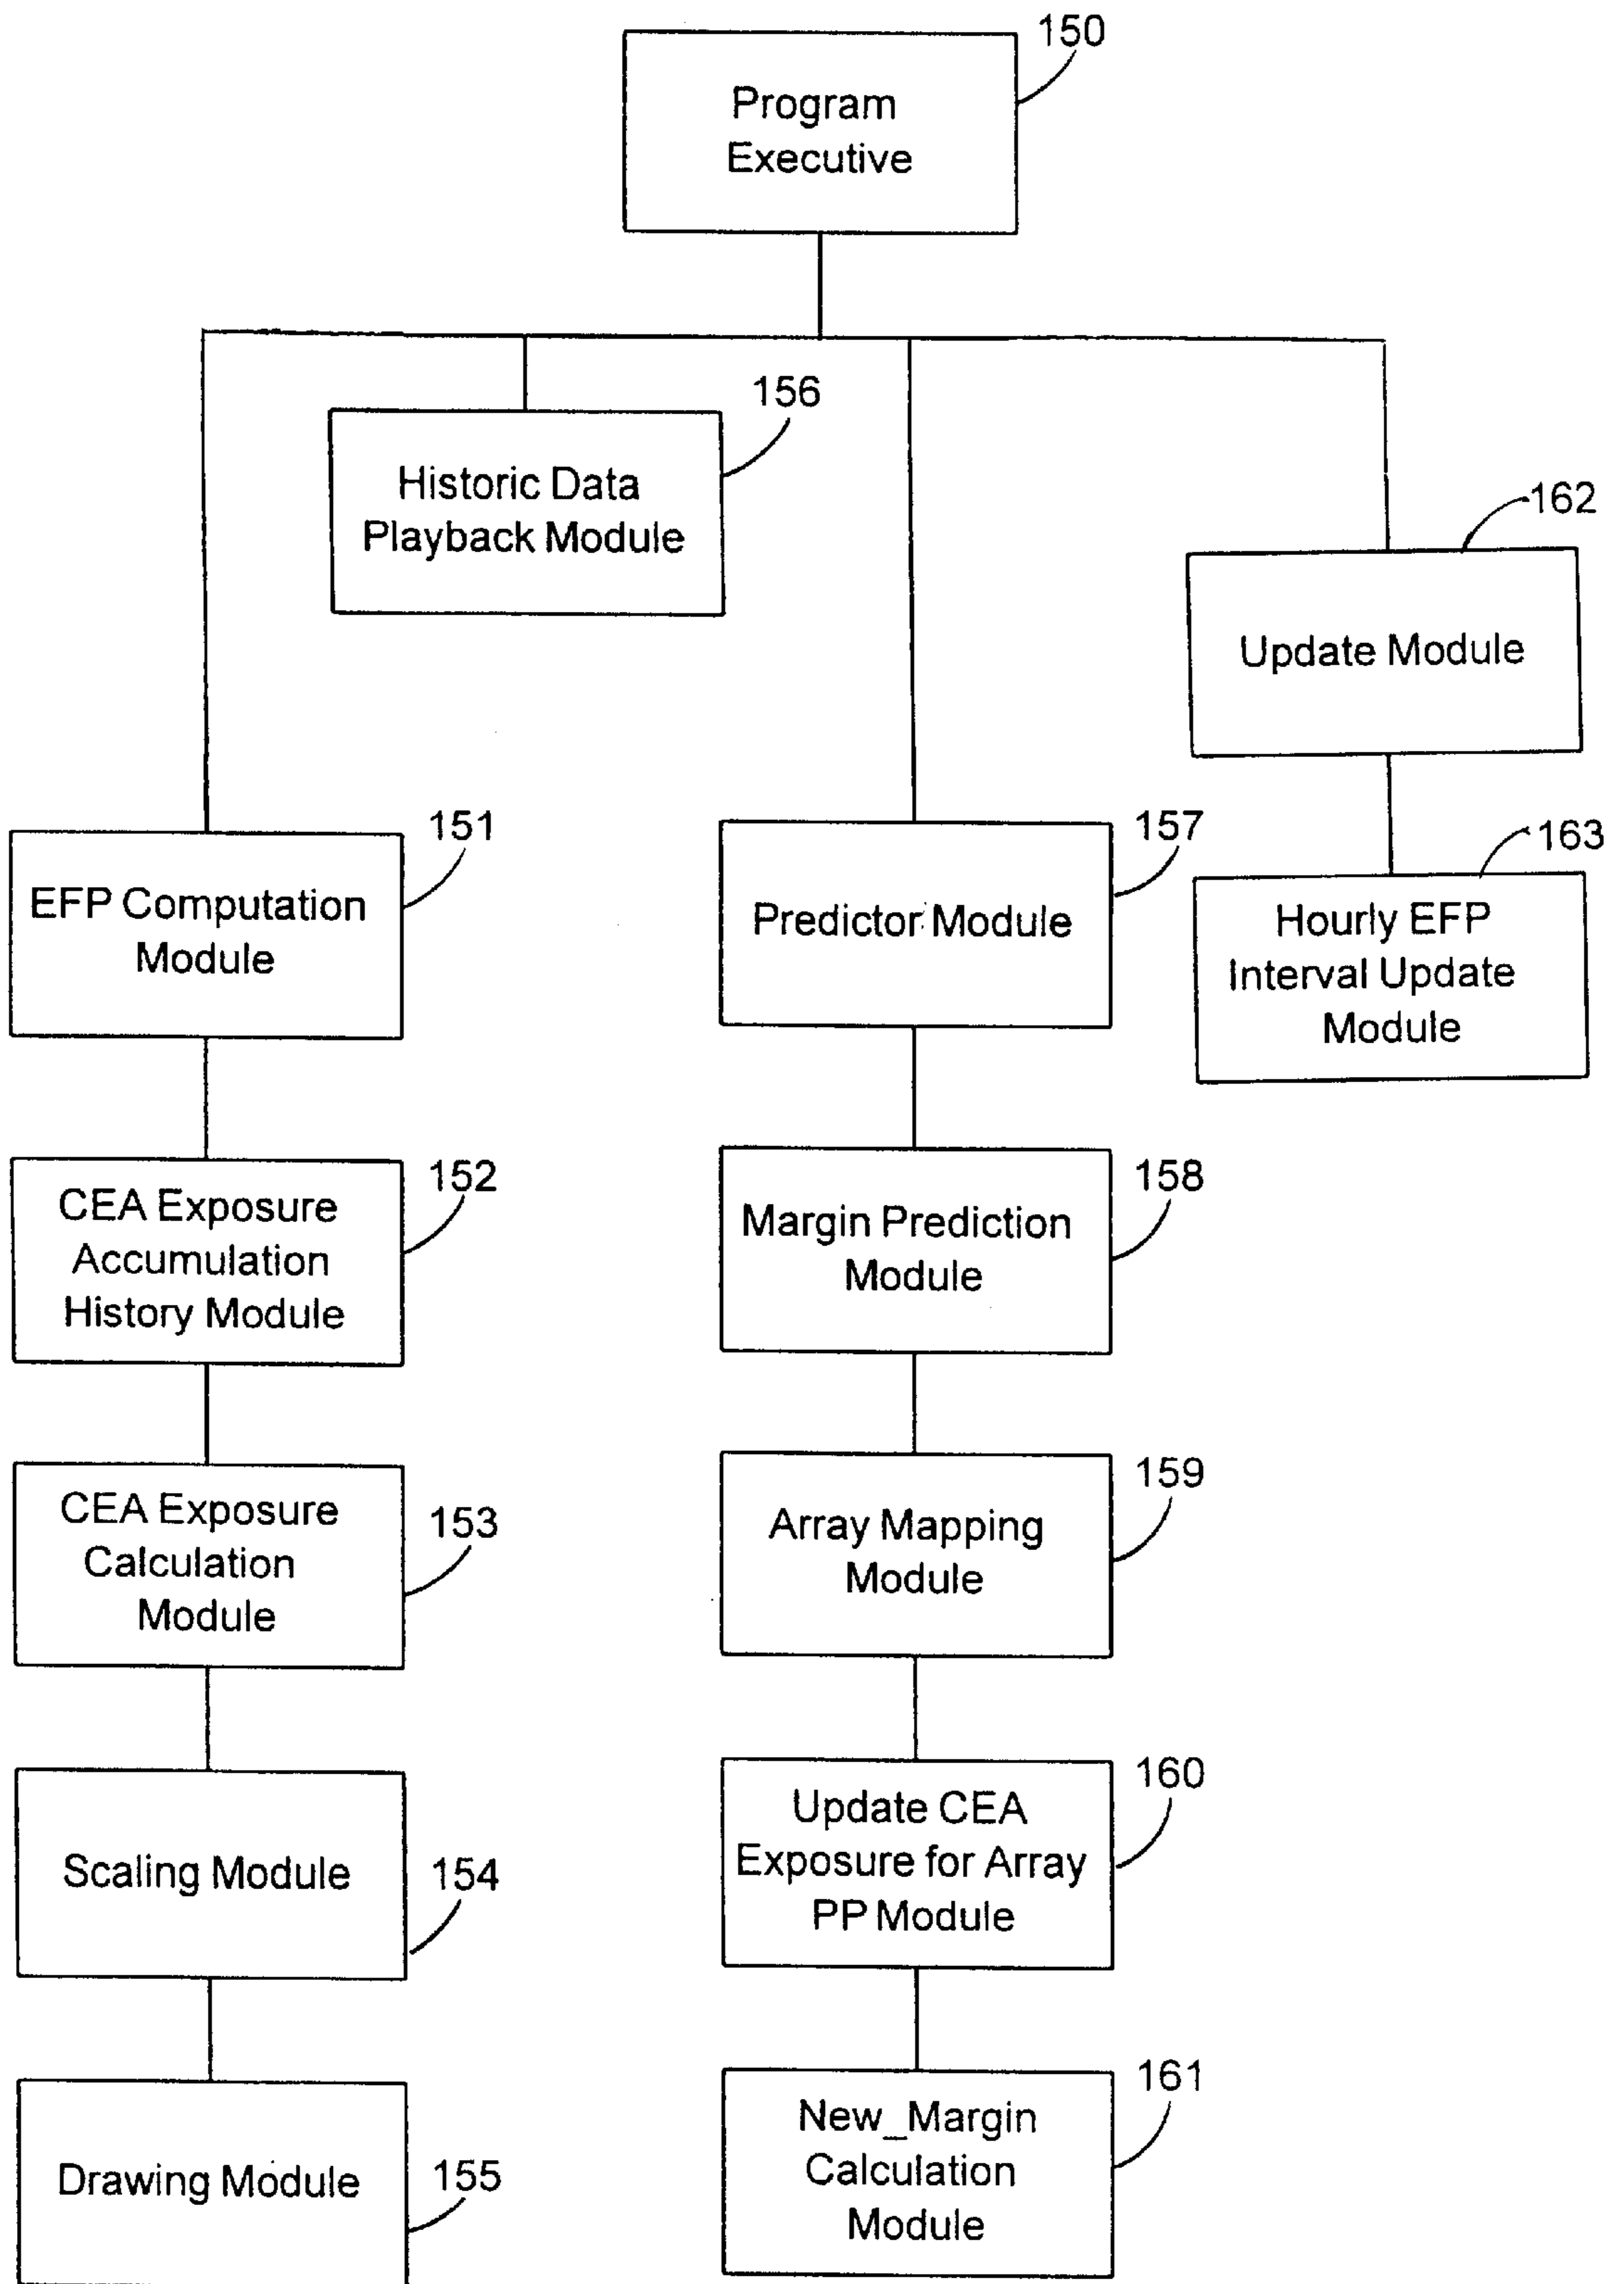 150
Program
Executive
156
Historic Data
Playback Module
162
Update Module
151
EFP Computation
Module
157
Predictor Module
163
Hourly EFP
Interval Update
Module
152
CEA Exposure
Accumulation
History Module
158
Margin Prediction
Module
153
CEA Exposure
Calculation
Module
159
Array Mapping
Module
154
Scaling Module
160
Update CEA
Exposure for Array
PP Module
155
Drawing Module
161
New_Margin
Calculation
Module